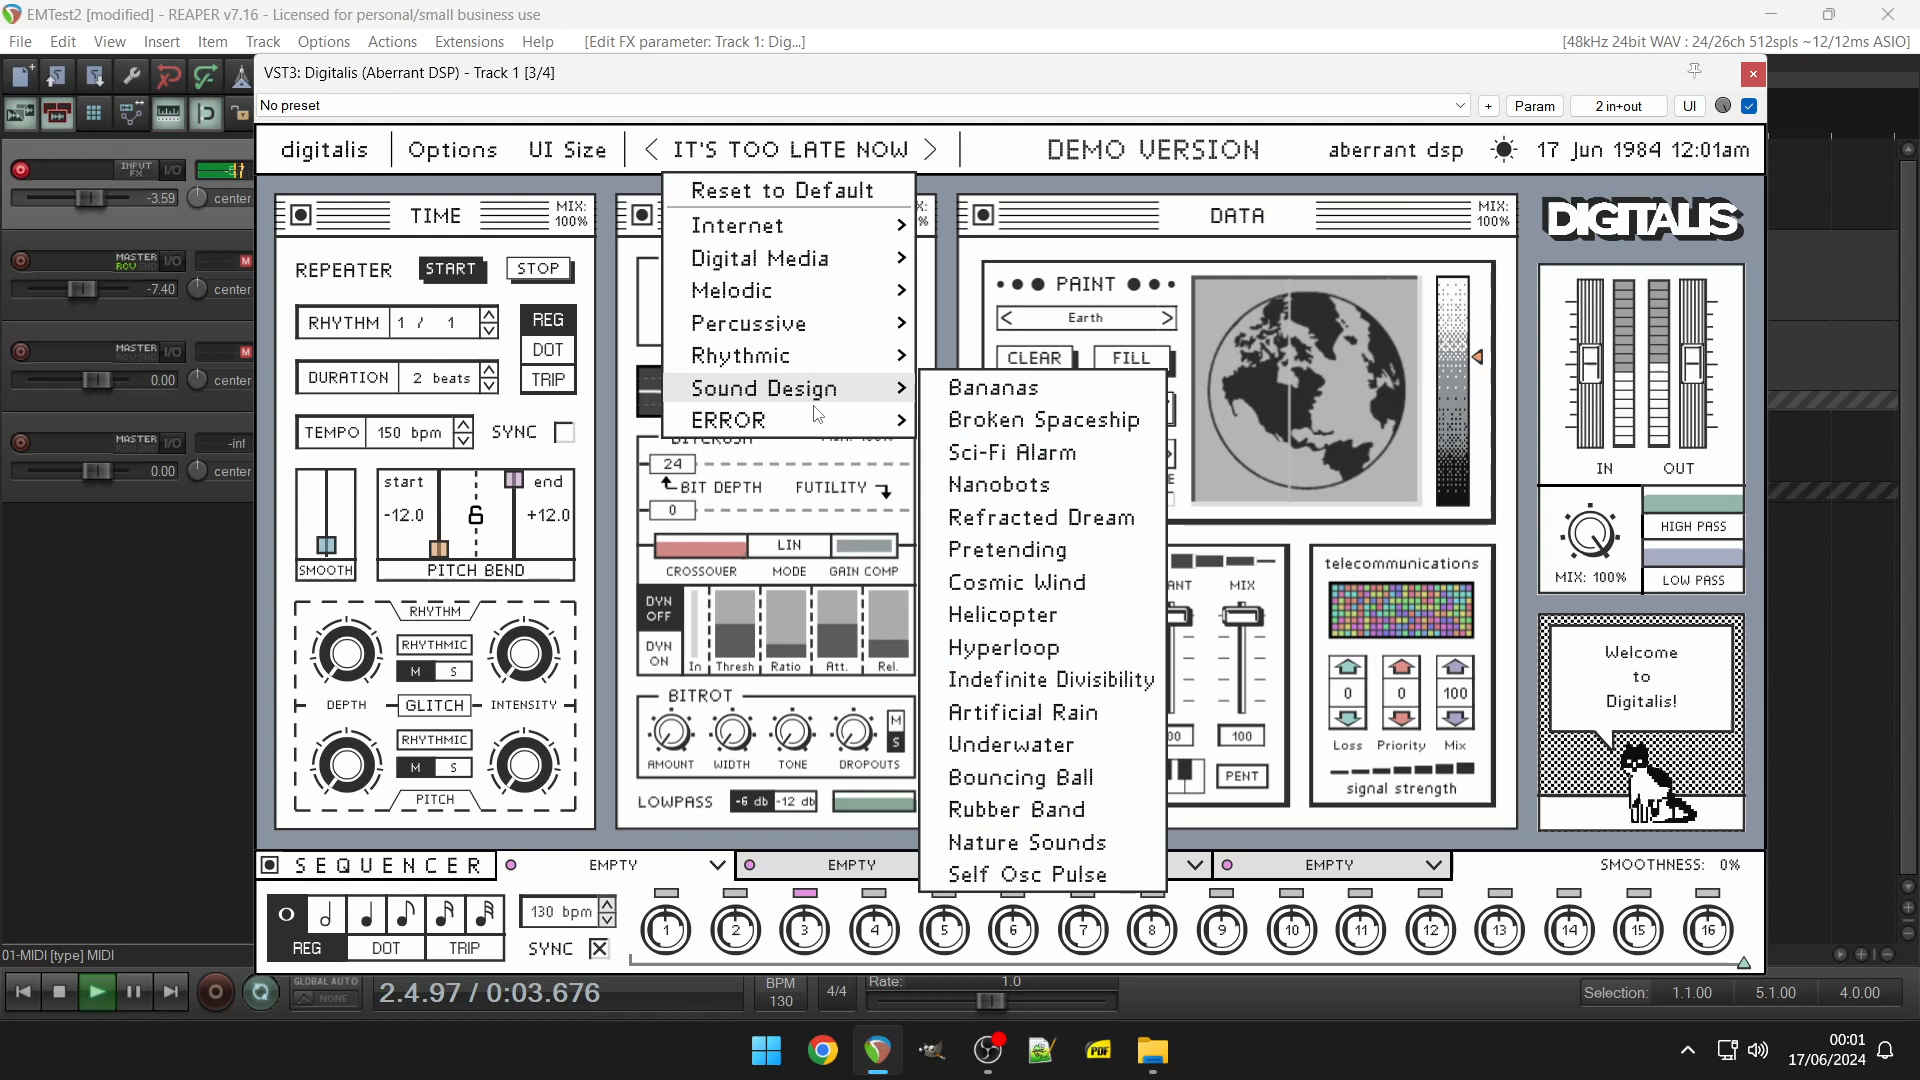 EMTest2 [modified] - REAPER v7.16 - Licensed for personal/small business use
File Edit View Insert Item Track Options Actions Extensions Help [Edit FX parameter: Track 1: Dig...] [48kHz 24bit WAV : 24/26ch 512spls ~12/12ms ASIO]
VST3: Digitalis (Aberrant DSP) - Track 1 [3/4]
No preset + Param 2 in+out UI
digitalis Options UI Size < IT'S TOO LATE NOW > DEMO VERSION aberrant dsp 17 Jun 1984 12:01am
INPUT FX I/O
-3.59 center
MASTER RCV I/O M
-7.40 center
MASTER I/O M
0.00 center
MASTER I/O -inf
0.00 center
TIME MIX: 100%
REPEATER START STOP
RHYTHM 1 / 1
REG
DOT
TRIP
DURATION 2 beats
TEMPO 150 bpm SYNC
start end
-12.0 +12.0
SMOOTH PITCH BEND
RHYTHM
RHYTHMIC
M S
DEPTH GLITCH INTENSITY
RHYTHMIC
M S
PITCH
Reset to Default
Internet >
Digital Media >
Melodic >
Percussive >
Rhythmic >
Sound Design >
ERROR >
Bananas
Broken Spaceship
Sci-Fi Alarm
Nanobots
Refracted Dream
Pretending
Cosmic Wind
Helicopter
Hyperloop
Indefinite Divisibility
Artificial Rain
Underwater
Bouncing Ball
Rubber Band
Nature Sounds
Self Osc Pulse
24
BIT DEPTH FUTILITY
0
LIN
CROSSOVER MODE GAIN COMP
DYN OFF
DYN ON
In Thresh Ratio Att. Rel.
BITROT
M
S
AMOUNT WIDTH TONE DROPOUTS
LOWPASS -6 db -12 db
DATA MIX: 100%
PAINT
< Earth >
CLEAR FILL
MIX
100
PENT
telecommunications
0 0 100
Loss Priority Mix
signal strength
DIGITALIS
IN OUT
HIGH PASS
MIX: 100% LOW PASS
Welcome
to
Digitalis!
SEQUENCER EMPTY EMPTY EMPTY SMOOTHNESS: 0%
130 bpm
REG DOT TRIP SYNC
1 2 3 4 5 6 7 8 9 10 11 12 13 14 15 16
01-MIDI [type] MIDI
GLOBAL AUTO
NONE
2.4.97 / 0:03.676
BPM
130
4/4
Rate: 1.0
Selection: 1.1.00 5.1.00 4.0.00
PDF
00:01
17/06/2024